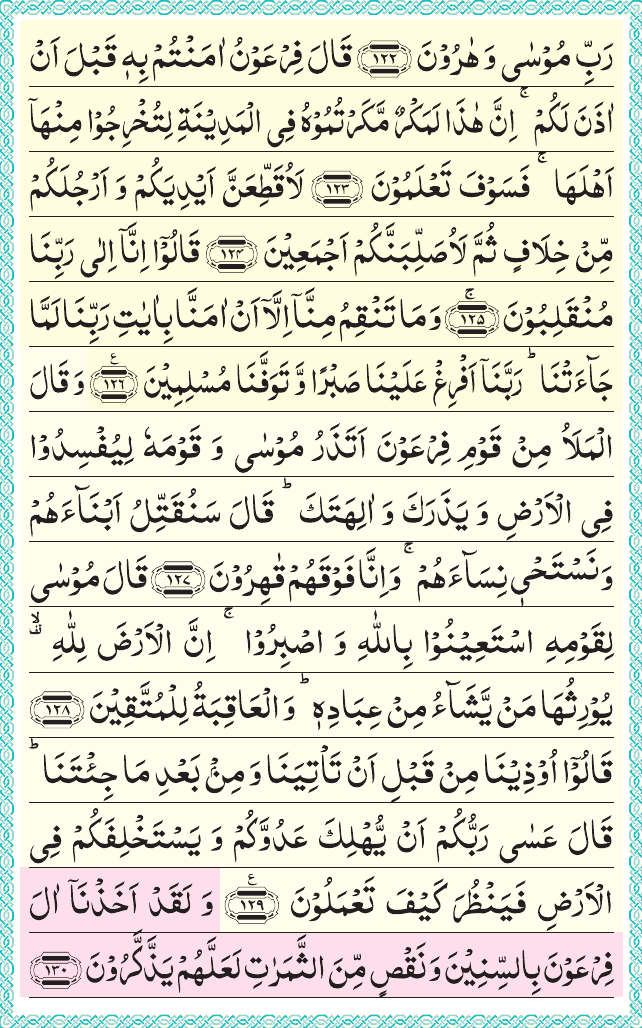 رَبِّ مُوْسٰى وَ هٰرُوْنَ ﴿١٢٢﴾ قَالَ فِرْعَوْنُ اٰمَنْتُمْ بِهٖ قَبْلَ اَنْ
اٰذَنَ لَكُمْ ۚ اِنَّ هٰذَا لَمَكْرٌ مَّكَرْتُمُوْهُ فِى الْمَدِيْنَةِ لِتُخْرِجُوْا مِنْهَاۤ
اَهْلَهَا ۚ فَسَوْفَ تَعْلَمُوْنَ ﴿١٢٣﴾ لَاُقَطِّعَنَّ اَيْدِيَكُمْ وَ اَرْجُلَكُمْ
مِّنْ خِلَافٍ ثُمَّ لَاُصَلِّبَنَّكُمْ اَجْمَعِيْنَ ﴿١٢٤﴾ قَالُوْۤا اِنَّاۤ اِلٰى رَبِّنَا
مُنْقَلِبُوْنَ ۚ﴿١٢٥﴾ وَ مَا تَنْقِمُ مِنَّاۤ اِلَّاۤ اَنْ اٰمَنَّا بِاٰيٰتِ رَبِّنَا لَمَّا
جَآءَتْنَا ؕ رَبَّنَاۤ اَفْرِغْ عَلَيْنَا صَبْرًا وَّ تَوَفَّنَا مُسْلِمِيْنَ ﴿١٢٦﴾ ع وَ قَالَ
الْمَلَاُ مِنْ قَوْمِ فِرْعَوْنَ اَتَذَرُ مُوْسٰى وَ قَوْمَهٗ لِيُفْسِدُوْا
فِى الْاَرْضِ وَ يَذَرَكَ وَ اٰلِهَتَكَ ؕ قَالَ سَنُقَتِّلُ اَبْنَآءَهُمْ
وَ نَسْتَحْىٖ نِسَآءَهُمْ ۚ وَ اِنَّا فَوْقَهُمْ قٰهِرُوْنَ ﴿١٢٧﴾ قَالَ مُوْسٰى
لِقَوْمِهِ اسْتَعِيْنُوْا بِاللّٰهِ وَ اصْبِرُوْا ۚ اِنَّ الْاَرْضَ لِلّٰهِ ۙ۫
يُوْرِثُهَا مَنْ يَّشَآءُ مِنْ عِبَادِهٖ ؕ وَ الْعَاقِبَةُ لِلْمُتَّقِيْنَ ﴿١٢٨﴾
قَالُوْۤا اُوْذِيْنَا مِنْ قَبْلِ اَنْ تَاْتِيَنَا وَ مِنْۢ بَعْدِ مَا جِئْتَنَا ؕ
قَالَ عَسٰى رَبُّكُمْ اَنْ يُّهْلِكَ عَدُوَّكُمْ وَ يَسْتَخْلِفَكُمْ فِى
الْاَرْضِ فَيَنْظُرَ كَيْفَ تَعْمَلُوْنَ ﴿١٢٩﴾ ع وَ لَقَدْ اَخَذْنَاۤ اٰلَ
فِرْعَوْنَ بِالسِّنِيْنَ وَ نَقْصٍ مِّنَ الثَّمَرٰتِ لَعَلَّهُمْ يَذَّكَّرُوْنَ ﴿١٣٠﴾